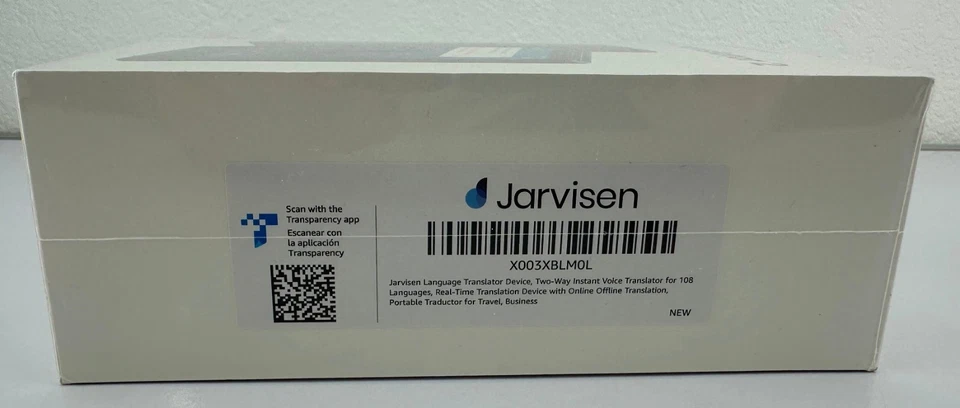 Scan with the
Transparency app
Escanear con
la aplicación
Transparency
Jarvisen
X003XBLM0L
Jarvisen Language Translator Device, Two-Way Instant Voice Translator for 108
Languages, Real-Time Translation Device with Online Offline Translation,
Portable Traductor for Travel, Business
NEW